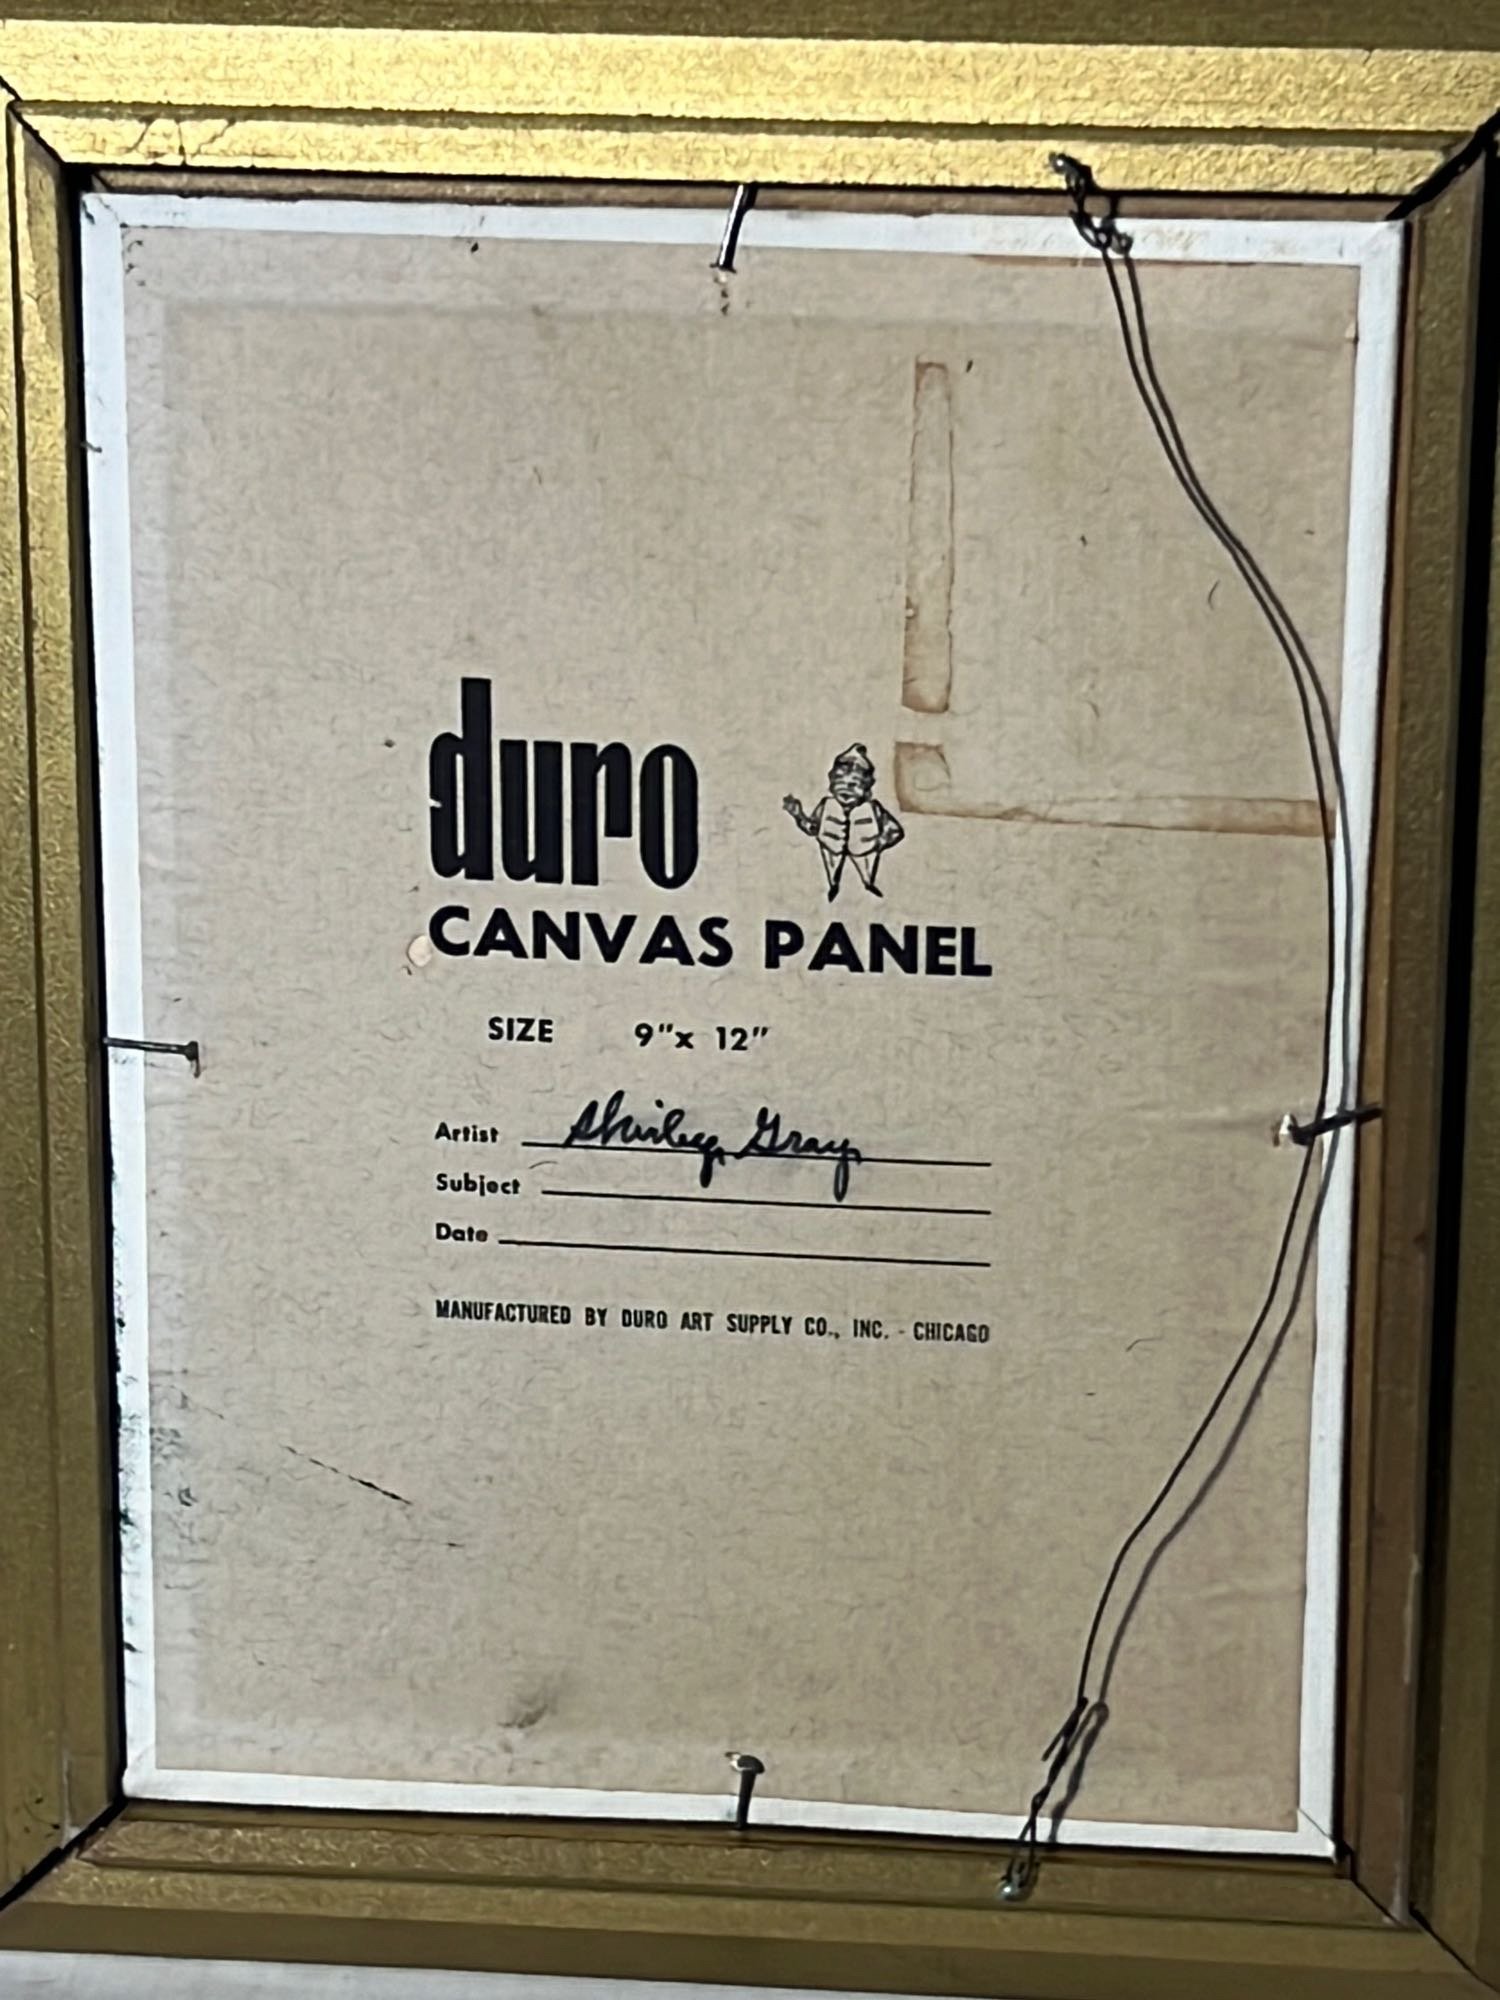 duro
CANVAS PANEL
SIZE 9"x 12"
Artist Shirley Gray
Subject
Date
MANUFACTURED BY DURO ART SUPPLY CO., INC. - CHICAGO